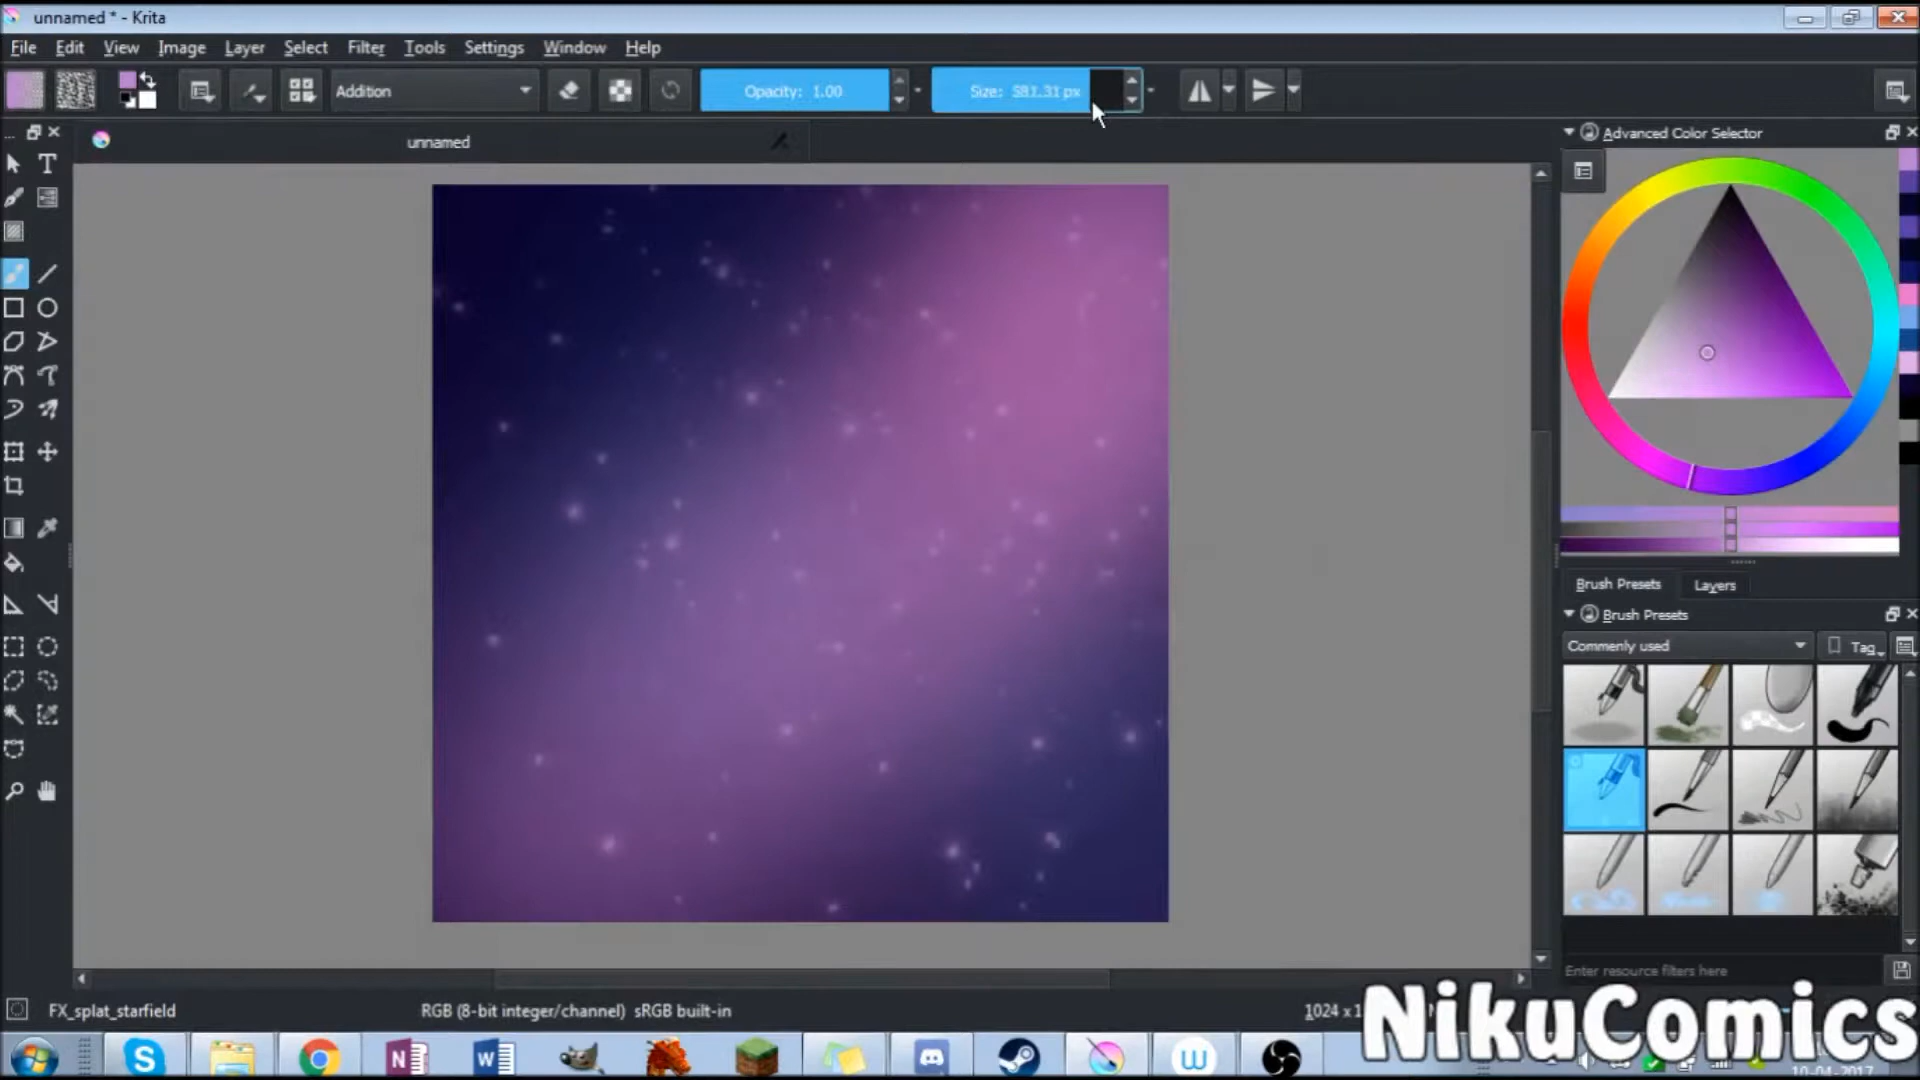 unnamed * - Krita
File Edit View Image Layer Select Filter Tools Settings Window Help
Addition Opacity: 1.00 Size: 581.31 px
unnamed
Advanced Color Selector
Brush Presets Layers
Brush Presets
Commonly used Tag
Enter resource filters here
FX_splat_starfield RGB (8-bit integer/channel) sRGB built-in 1024 x 1
NikuComics
10-04-2017